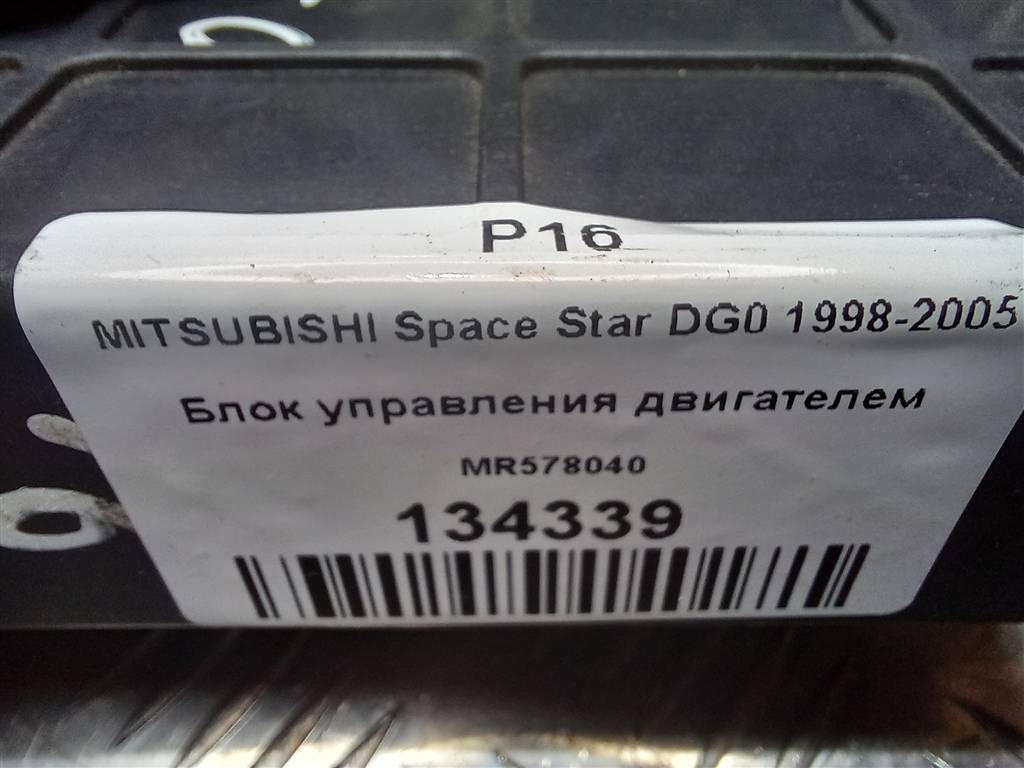 P16
MITSUBISHI Space Star DG0 1998-2005
Блок управления двигателем
MR578040
134339